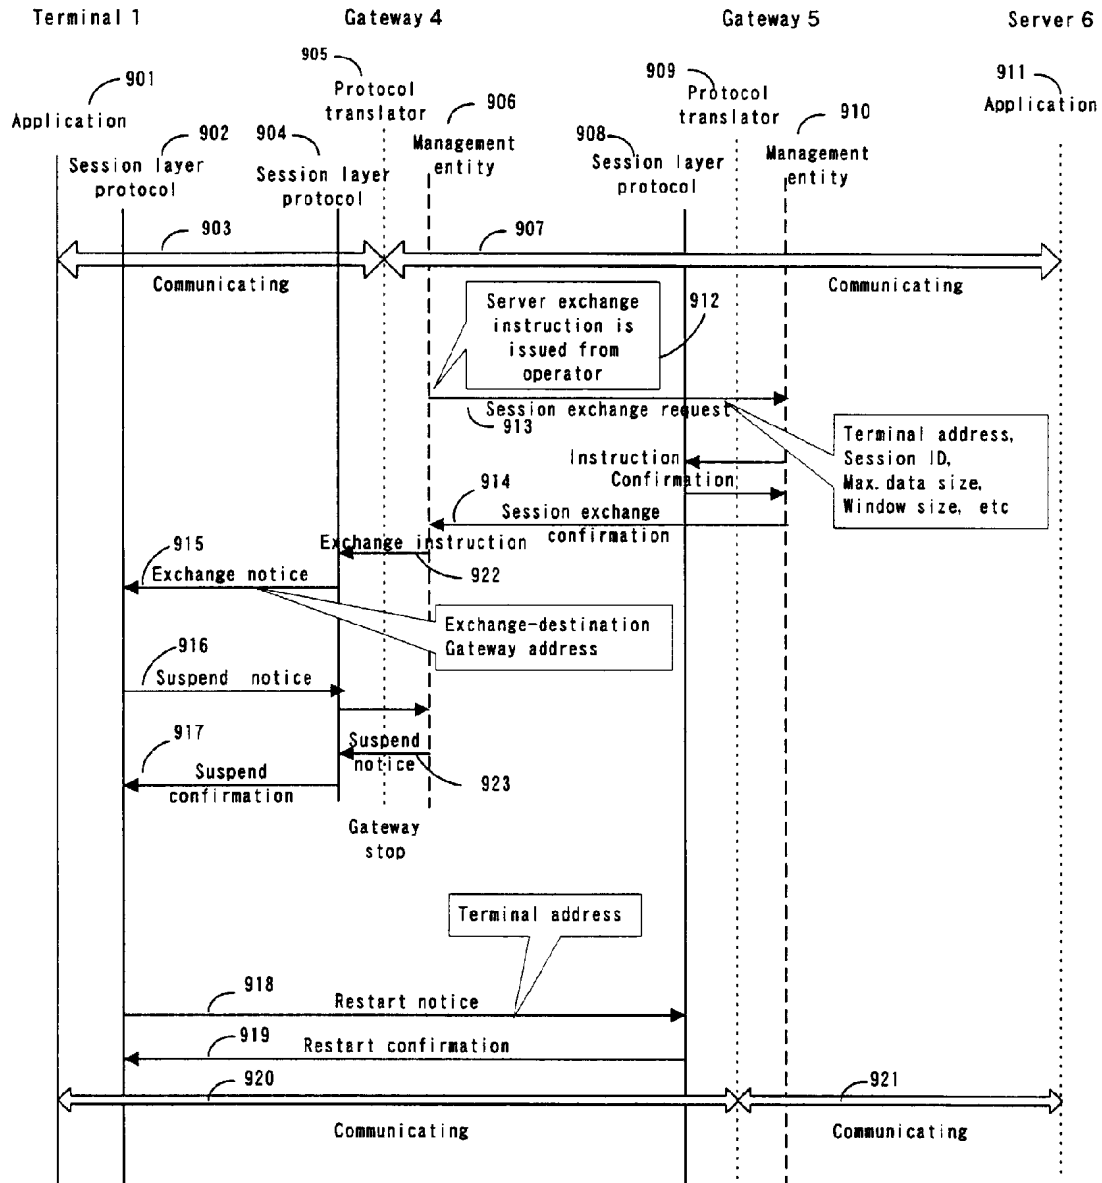 Terminal 1
Gateway 4
Gateway 5
Server 6
901
Application
902
Session layer
protocol
904
Session layer
protocol
905
Protocol
translator
906
Management
entity
908
Session layer
protocol
909
Protocol
translator
910
Management
entity
911
Application
903
Communicating
907
Communicating
Server exchange
instruction is
issued from
operator
912
Session exchange request
913
Terminal address,
Session ID,
Max. data size,
Window size, etc
Instruction
Confirmation
914
Session exchange
confirmation
Exchange instruction
922
915
Exchange notice
Exchange-destination
Gateway address
916
Suspend notice
917
Suspend
notice
923
Suspend
confirmation
Gateway
stop
Terminal address
918
Restart notice
919
Restart confirmation
920
Communicating
921
Communicating